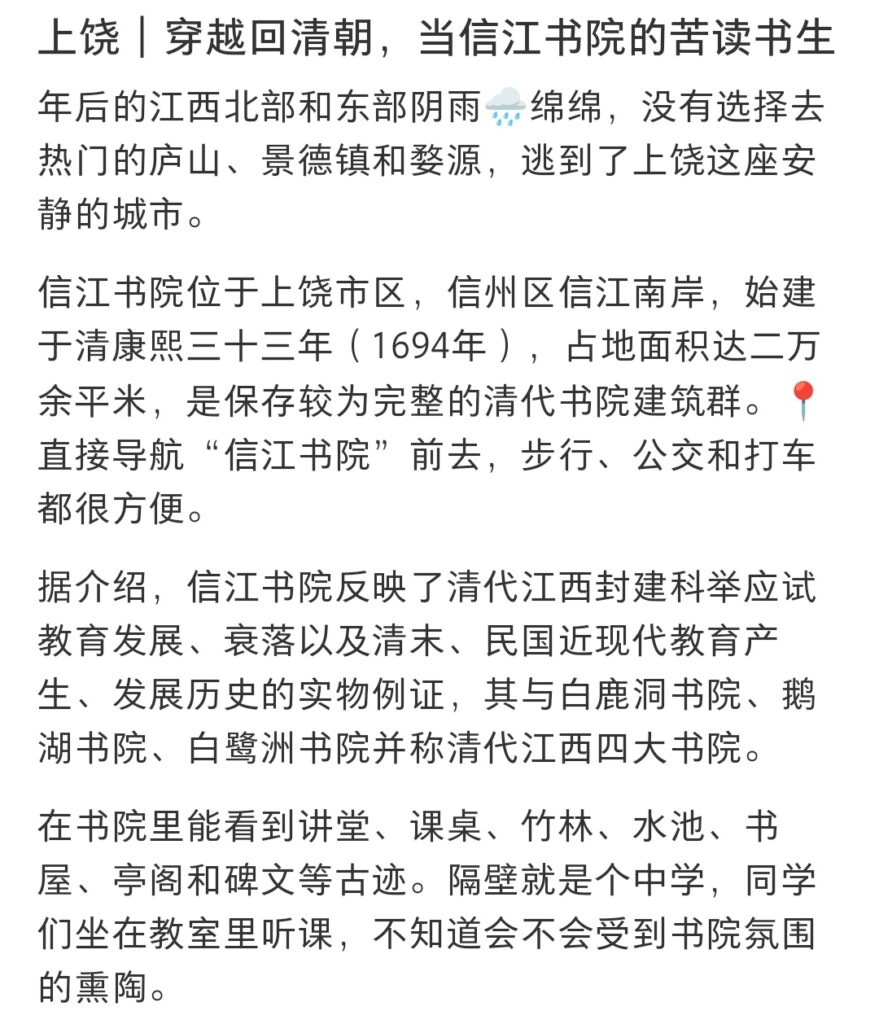 上饶｜穿越回清朝，当信江书院的苦读书生
年后的江西北部和东部阴雨🌧️绵绵，没有选择去
热门的庐山、景德镇和婺源，逃到了上饶这座安
静的城市。
信江书院位于上饶市区，信州区信江南岸，始建
于清康熙三十三年（1694年），占地面积达二万
余平米，是保存较为完整的清代书院建筑群。📍
直接导航“信江书院”前去，步行、公交和打车
都很方便。
据介绍，信江书院反映了清代江西封建科举应试
教育发展、衰落以及清末、民国近现代教育产
生、发展历史的实物例证，其与白鹿洞书院、鹅
湖书院、白鹭洲书院并称清代江西四大书院。
在书院里能看到讲堂、课桌、竹林、水池、书
屋、亭阁和碑文等古迹。隔壁就是个中学，同学
们坐在教室里听课，不知道会不会受到书院氛围
的熏陶。